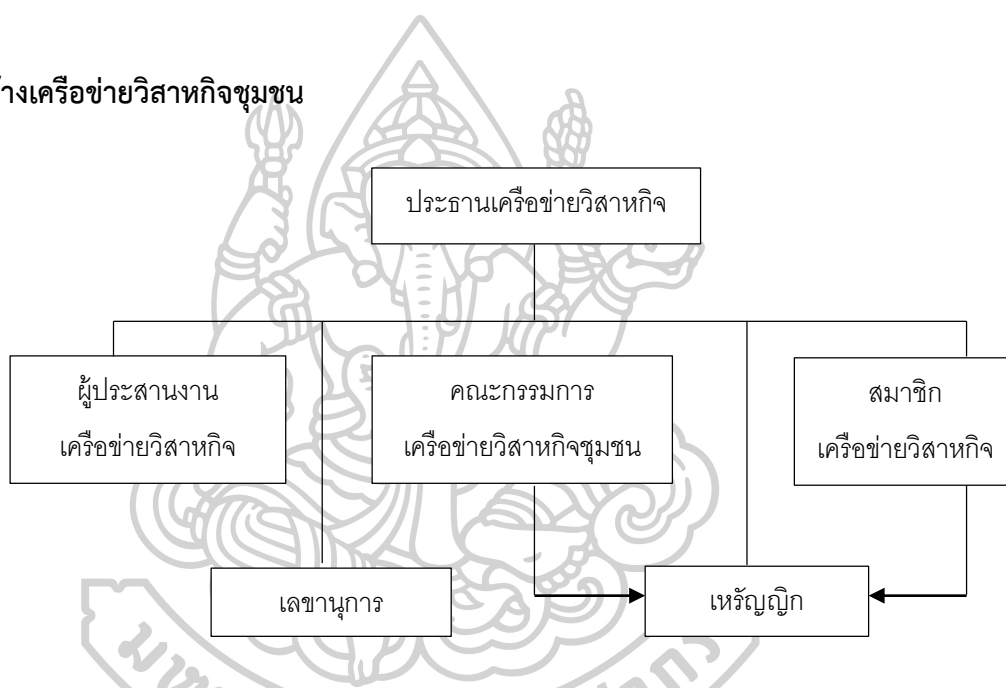 างเครือข่ายวิสาหกิจชุมชน
ประธานเครือข่ายวิสาหกิจ
ผู้ประสานงาน
เครือข่ายวิสาหกิจ
คณะกรรมการ
เครือข่ายวิสาหกิจชุมชน
สมาชิก
เครือข่ายวิสาหกิจ
เลขานุการ
เหรัญญิก